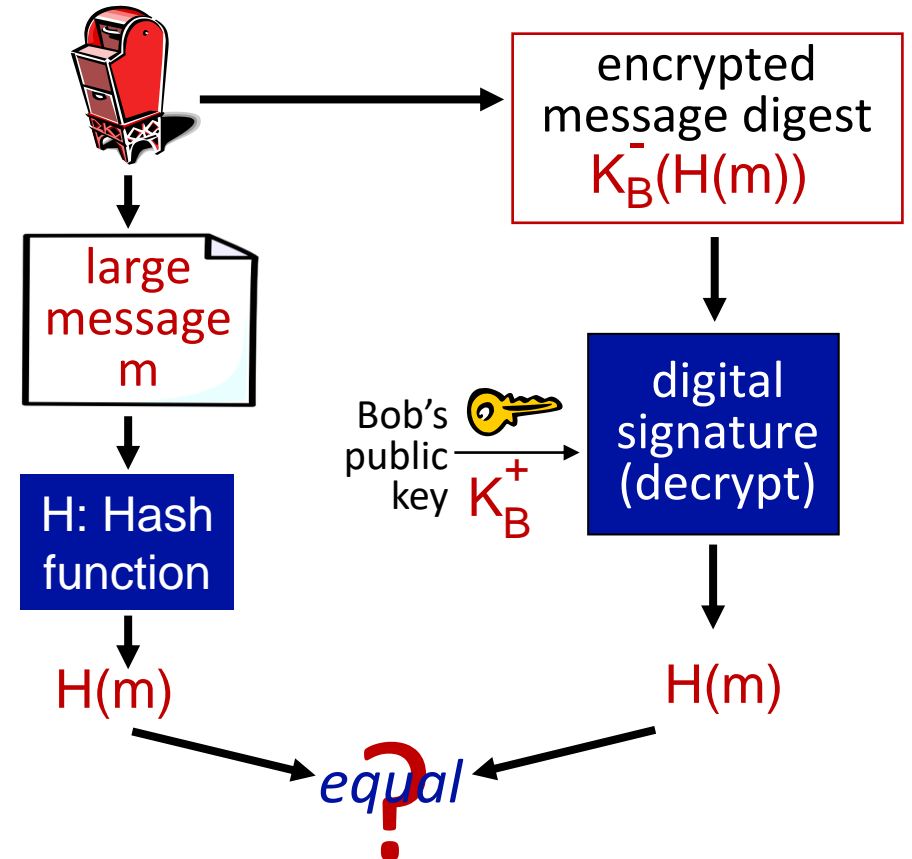 encrypted
message digest
K_B^-(H(m))
large
message
m
Bob’s
public
key
K_B^+
digital
signature
(decrypt)
H: Hash
function
H(m)
H(m)
equal
?